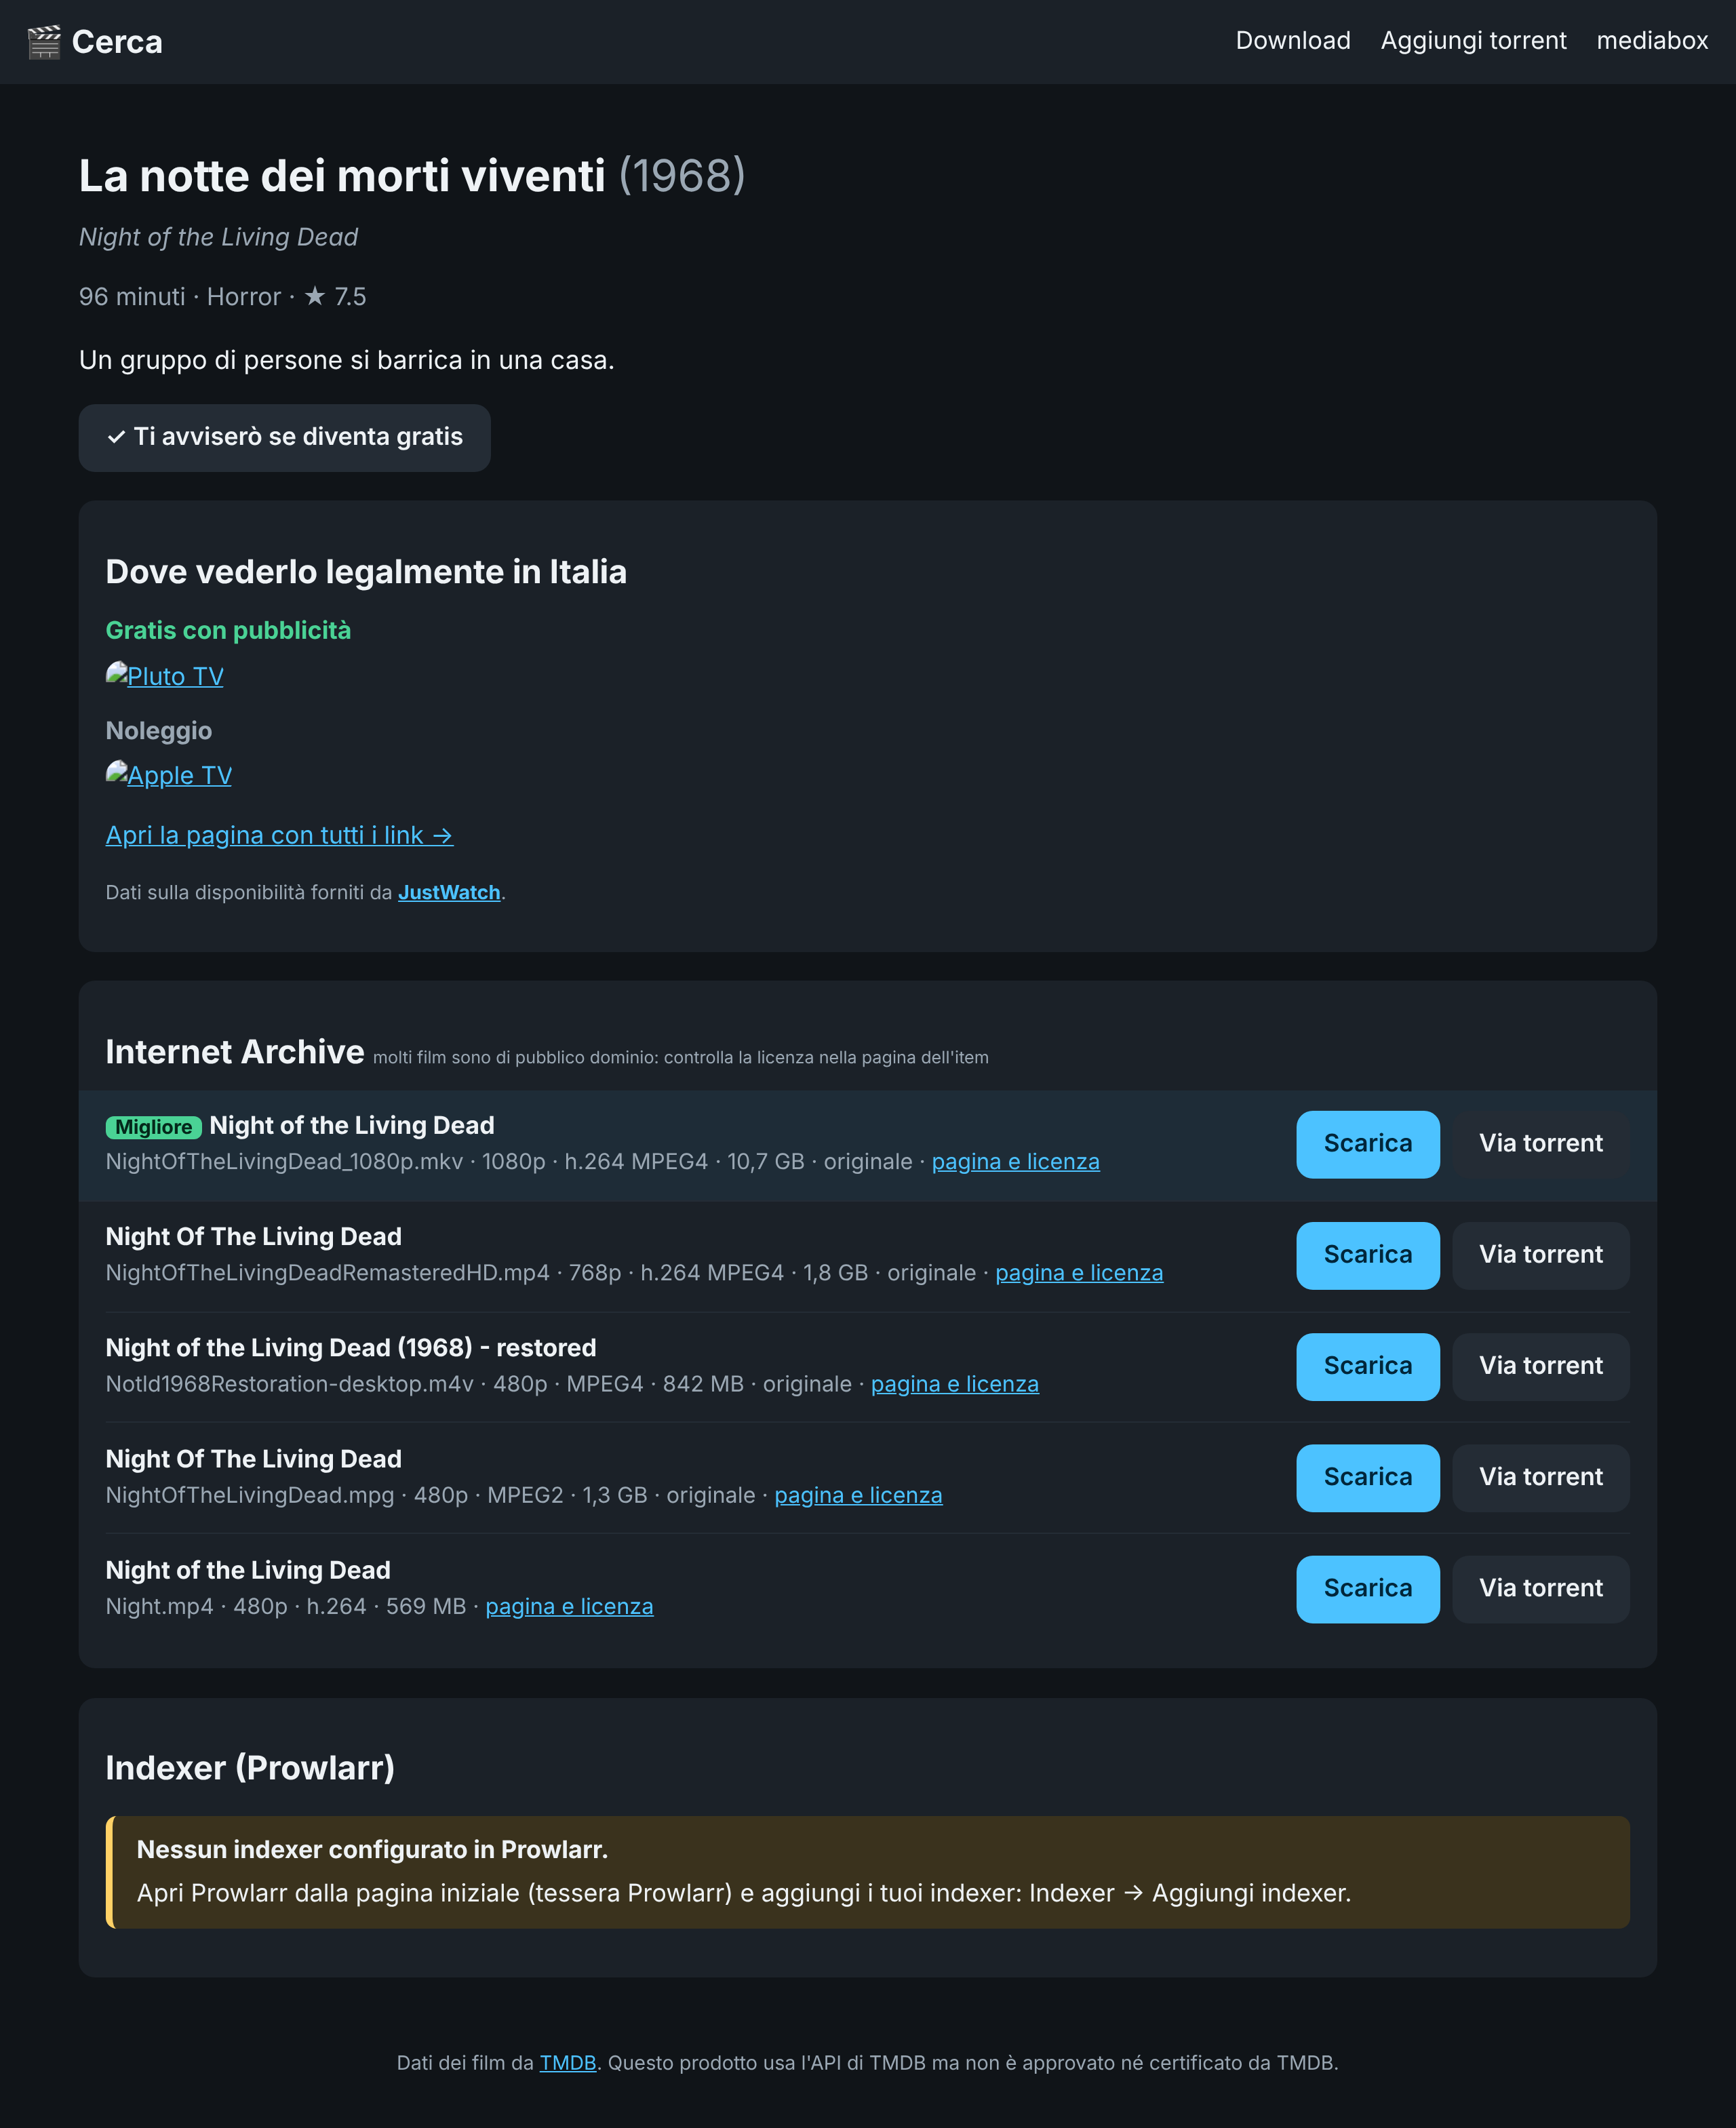 🎬 Cerca
Download Aggiungi torrent mediabox
La notte dei morti viventi (1968)
Night of the Living Dead
96 minuti · Horror · ★ 7.5
Un gruppo di persone si barrica in una casa.
✓ Ti avviserò se diventa gratis
Dove vederlo legalmente in Italia
Gratis con pubblicità
Pluto TV
Noleggio
Apple TV
Apri la pagina con tutti i link →
Dati sulla disponibilità forniti da JustWatch.
Internet Archive molti film sono di pubblico dominio: controlla la licenza nella pagina dell'item
Migliore Night of the Living Dead
NightOfTheLivingDead_1080p.mkv · 1080p · h.264 MPEG4 · 10,7 GB · originale · pagina e licenza
Scarica Via torrent
Night Of The Living Dead
NightOfTheLivingDeadRemasteredHD.mp4 · 768p · h.264 MPEG4 · 1,8 GB · originale · pagina e licenza
Scarica Via torrent
Night of the Living Dead (1968) - restored
Notld1968Restoration-desktop.m4v · 480p · MPEG4 · 842 MB · originale · pagina e licenza
Scarica Via torrent
Night Of The Living Dead
NightOfTheLivingDead.mpg · 480p · MPEG2 · 1,3 GB · originale · pagina e licenza
Scarica Via torrent
Night of the Living Dead
Night.mp4 · 480p · h.264 · 569 MB · pagina e licenza
Scarica Via torrent
Indexer (Prowlarr)
Nessun indexer configurato in Prowlarr.
Apri Prowlarr dalla pagina iniziale (tessera Prowlarr) e aggiungi i tuoi indexer: Indexer → Aggiungi indexer.
Dati dei film da TMDB. Questo prodotto usa l'API di TMDB ma non è approvato né certificato da TMDB.